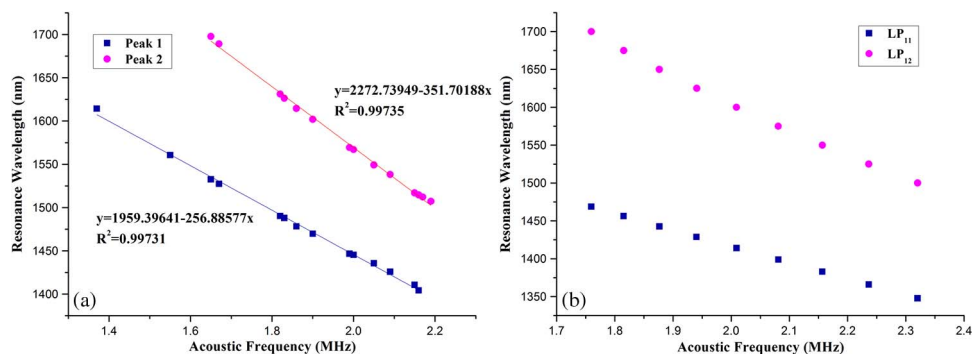 Resonance Wavelength (nm)
1700
1650
1600
1550
1500
1450
1400
Peak 1
Peak 2
y=2272.73949-351.70188x
R²=0.99735
y=1959.39641-256.88577x
R²=0.99731
(a)
1.4 1.6 1.8 2.0 2.2
Acoustic Frequency (MHz)
Resonance Wavelength (nm)
1700
1650
1600
1550
1500
1450
1400
1350
LP₁₁
LP₁₂
(b)
1.7 1.8 1.9 2.0 2.1 2.2 2.3 2.4
Acoustic Frequency (MHz)